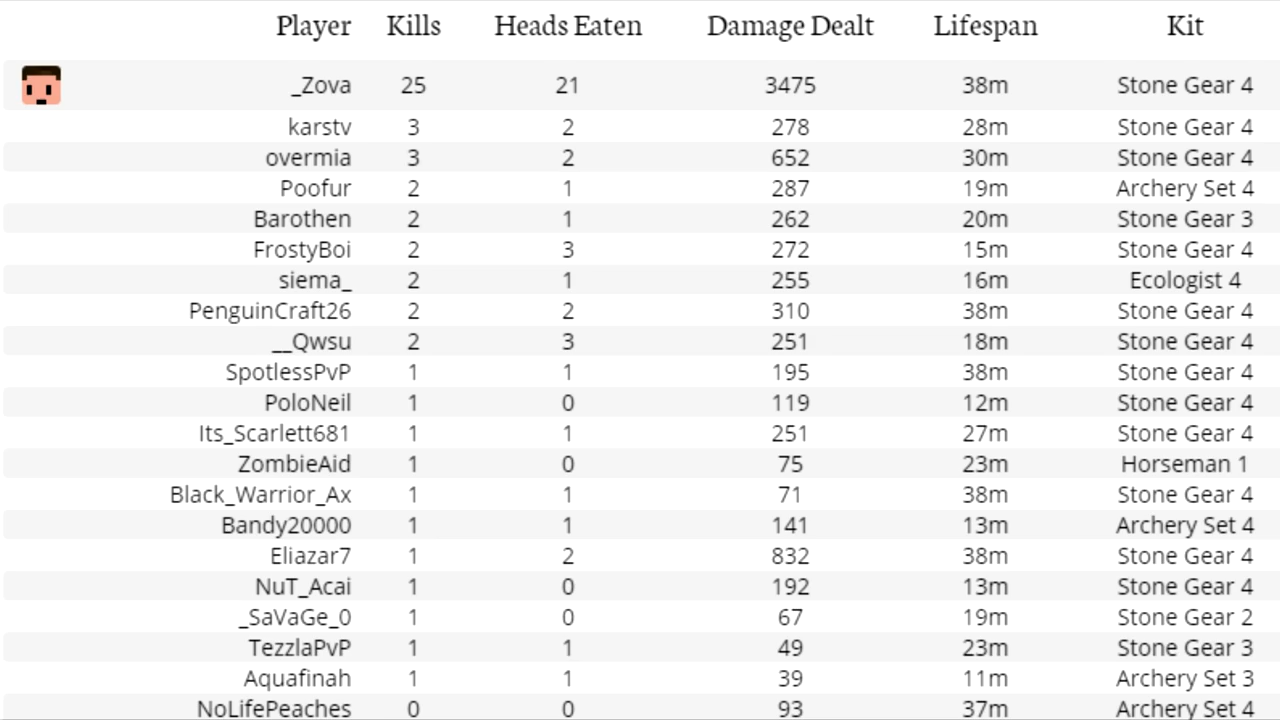 Player Kills Heads Eaten Damage Dealt Lifespan Kit
_Zova 25 21 3475 38m Stone Gear 4
karstv 3 2 278 28m Stone Gear 4
overmia 3 2 652 30m Stone Gear 4
Poofur 2 1 287 19m Archery Set 4
Barothen 2 1 262 20m Stone Gear 3
FrostyBoi 2 3 272 15m Stone Gear 4
siema_ 2 1 255 16m Ecologist 4
PenguinCraft26 2 2 310 38m Stone Gear 4
__Qwsu 2 3 251 18m Stone Gear 4
SpotlessPvP 1 1 195 38m Stone Gear 4
PoloNeil 1 0 119 12m Stone Gear 4
Its_Scarlett681 1 1 251 27m Stone Gear 4
ZombieAid 1 0 75 23m Horseman 1
Black_Warrior_Ax 1 1 71 38m Stone Gear 4
Bandy20000 1 1 141 13m Archery Set 4
Eliazar7 1 2 832 38m Stone Gear 4
NuT_Acai 1 0 192 13m Stone Gear 4
_SaVaGe_0 1 0 67 19m Stone Gear 2
TezzlaPvP 1 1 49 23m Stone Gear 3
Aquafinah 1 1 39 11m Archery Set 3
NoLifePeaches 0 0 93 37m Archery Set 4